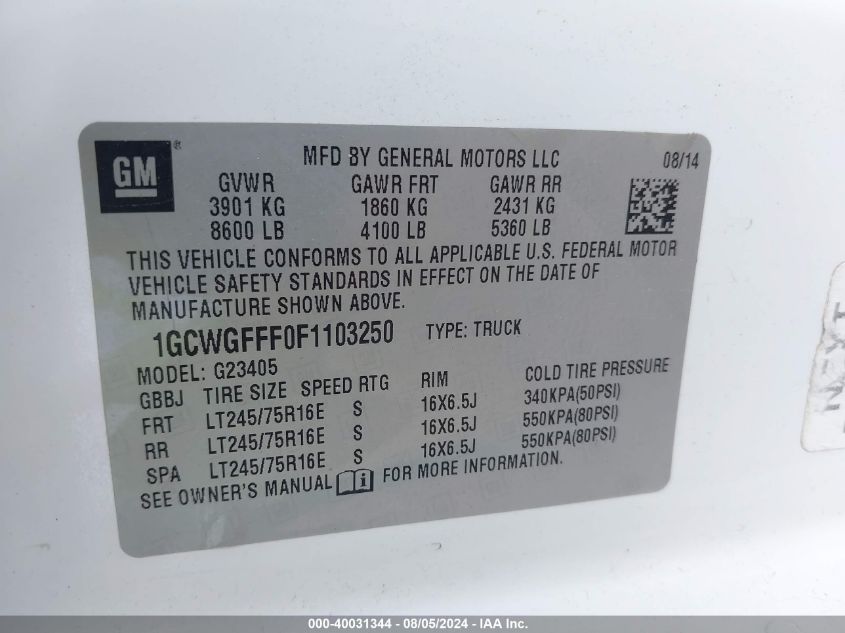 GM ®
MFD BY GENERAL MOTORS LLC 08/14
GVWR GAWR FRT GAWR RR
3901 KG 1860 KG 2431 KG
8600 LB 4100 LB 5360 LB
THIS VEHICLE CONFORMS TO ALL APPLICABLE U.S. FEDERAL MOTOR
VEHICLE SAFETY STANDARDS IN EFFECT ON THE DATE OF
MANUFACTURE SHOWN ABOVE.
1GCWGFFF0F1103250 TYPE: TRUCK
MODEL: G23405
GBBJ TIRE SIZE SPEED RTG RIM COLD TIRE PRESSURE
FRT LT245/75R16E S 16X6.5J 340KPA(50PSI)
RR LT245/75R16E S 16X6.5J 550KPA(80PSI)
SPA LT245/75R16E S 16X6.5J 550KPA(80PSI)
SEE OWNER'S MANUAL i FOR MORE INFORMATION.
NEXT
000-40031344 - 08/05/2024 - IAA Inc.